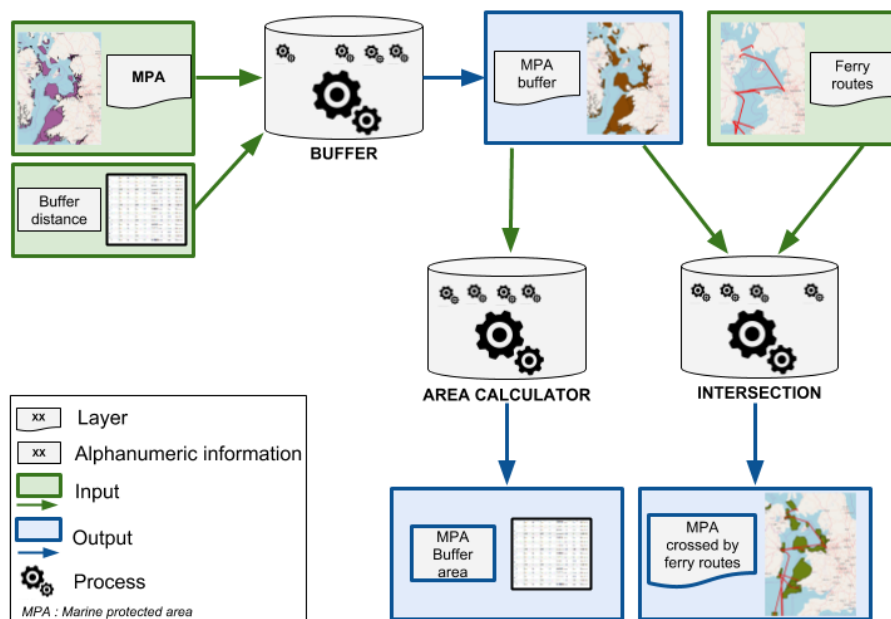 MPA
BUFFER
MPA
buffer
Ferry
routes
Buffer
distance
AREA CALCULATOR
INTERSECTION
xx Layer
xx Alphanumeric information
Input
Output
Process
MPA : Marine protected area
MPA
Buffer
area
MPA
crossed by
ferry routes